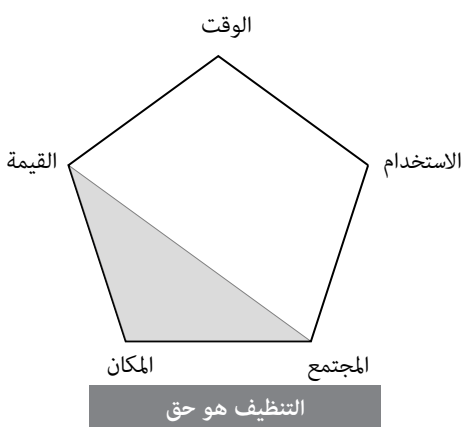 الوقت
الاستخدام
القيمة
المجتمع
المكان
التنظيف هو حق